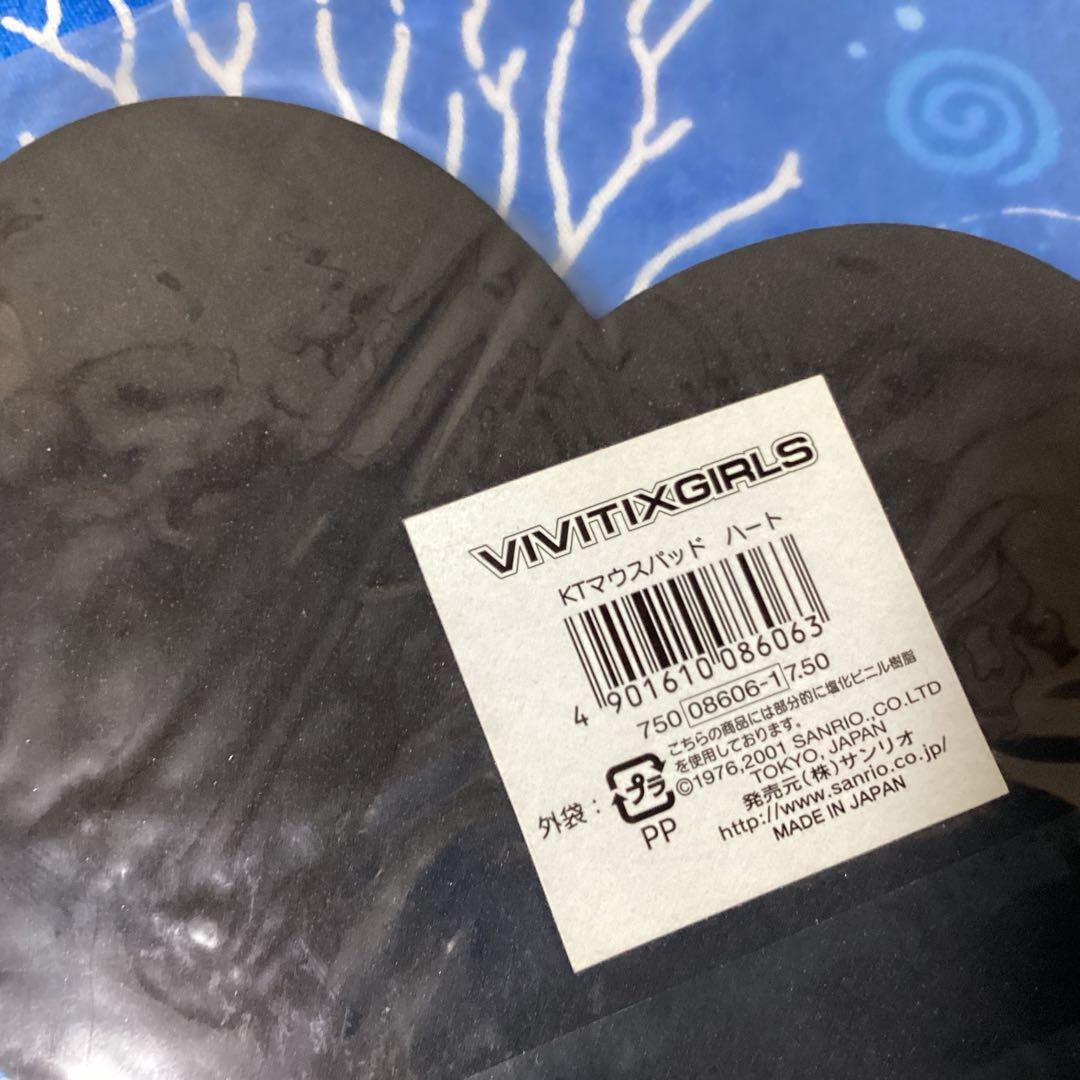 VIVITIXGIRLS
KTマウスパッド ハート
4 901610 086063
750 08606-1 7.50
こちらの商品には部分的に塩化ビニル樹脂
を使用しております。
©1976,2001 SANRIO.,CO.LTD
TOKYO, JAPAN
発売元(株)サンリオ
http://www.sanrio.co.jp/
MADE IN JAPAN
外袋: プラ
PP